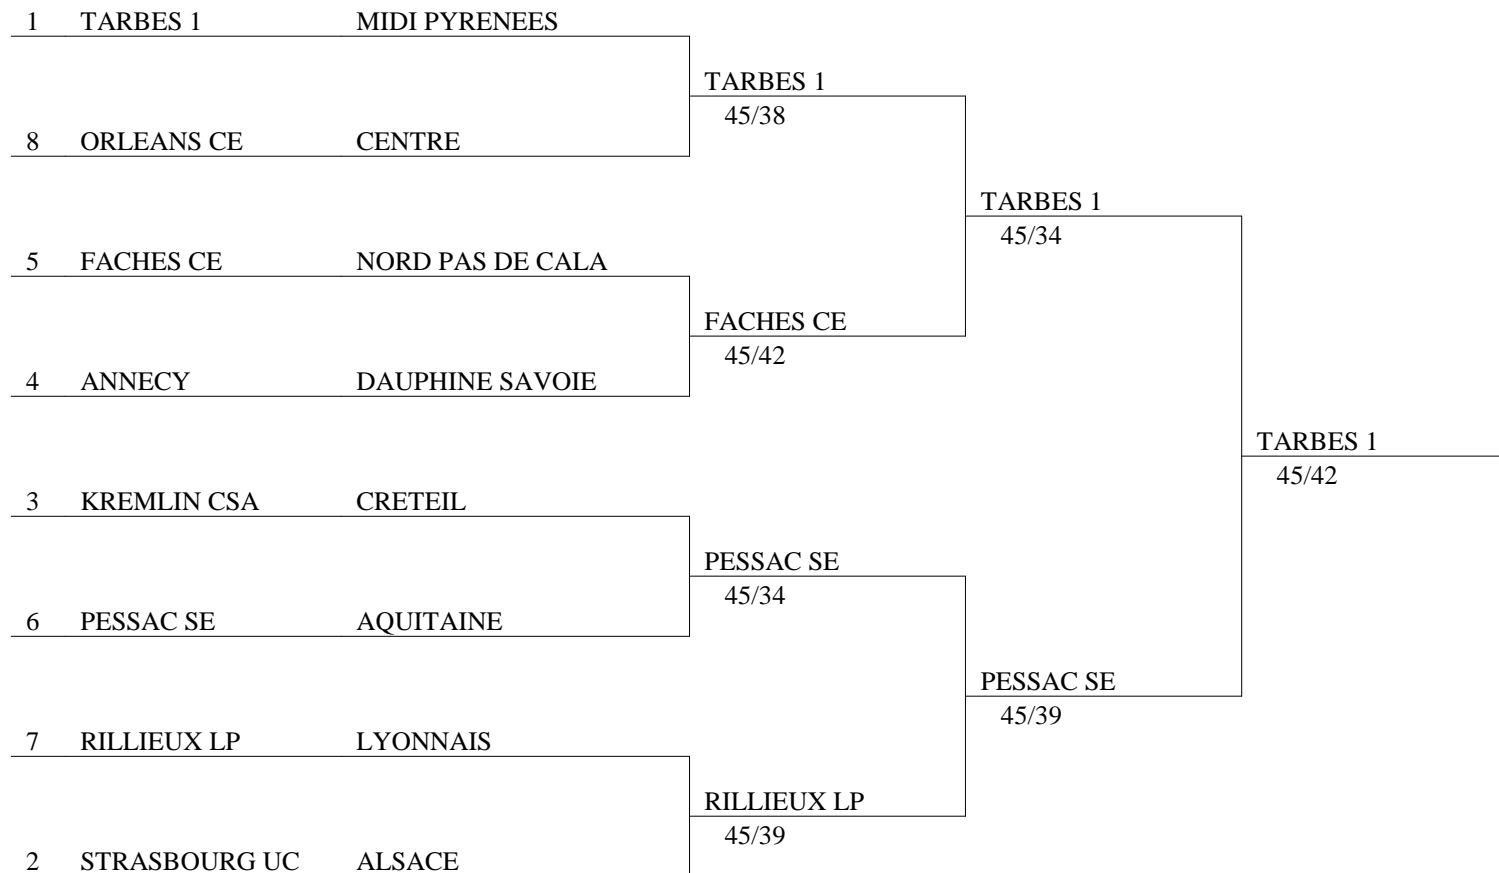 1 TARBES 1 MIDI PYRENEES
TARBES 1
45/38
8 ORLEANS CE CENTRE
TARBES 1
45/34
5 FACHES CE NORD PAS DE CALA
FACHES CE
45/42
4 ANNECY DAUPHINE SAVOIE
TARBES 1
45/42
3 KREMLIN CSA CRETEIL
PESSAC SE
45/34
6 PESSAC SE AQUITAINE
PESSAC SE
45/39
7 RILLIEUX LP LYONNAIS
RILLIEUX LP
45/39
2 STRASBOURG UC ALSACE